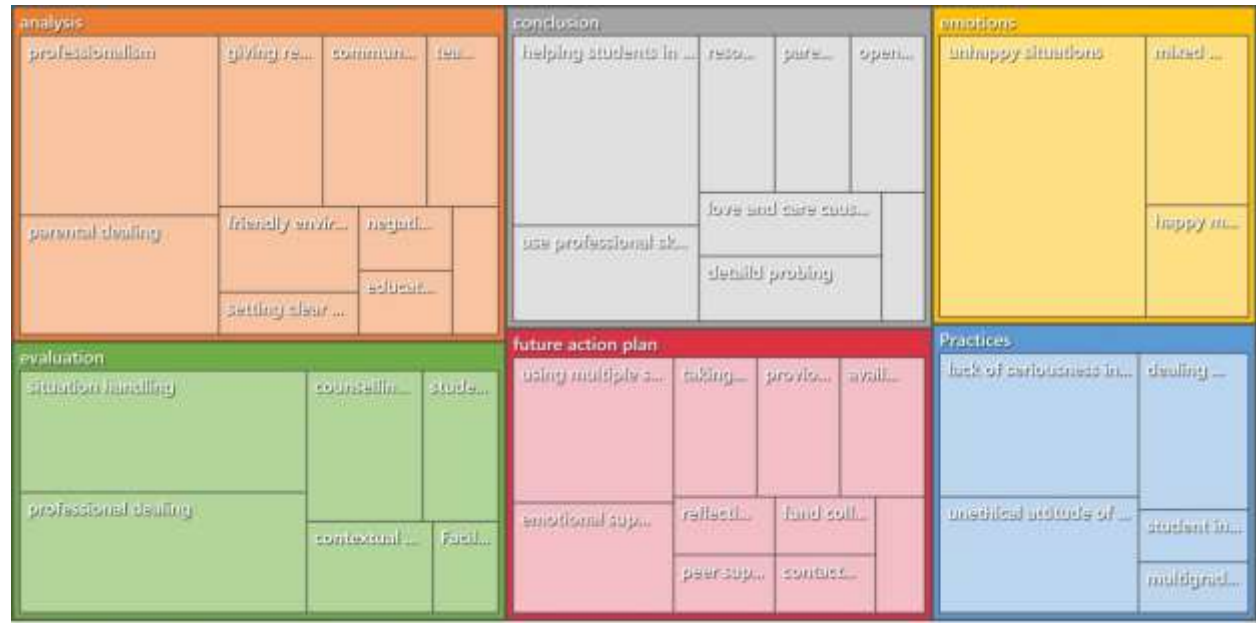 analysis
professionalism
giving re...
commun...
tea...
parental dealing
friendly envir...
negati...
educat...
setting clear ...
conclusion
helping students in ...
reso...
pare...
open...
use professional sk...
love and care caus...
detaild probing
emotions
unhappy situations
mixed ...
happy m...
evaluation
situation handling
counsellin...
stude...
professional dealing
contextual ...
Facil...
future action plan
using multiple s...
taking...
provio...
avail...
emotional sup...
reflecti...
fund coll...
peer sup...
contact...
Practices
lack of seriousness in...
dealing ...
unethical attitude of ...
student in...
multigrad...